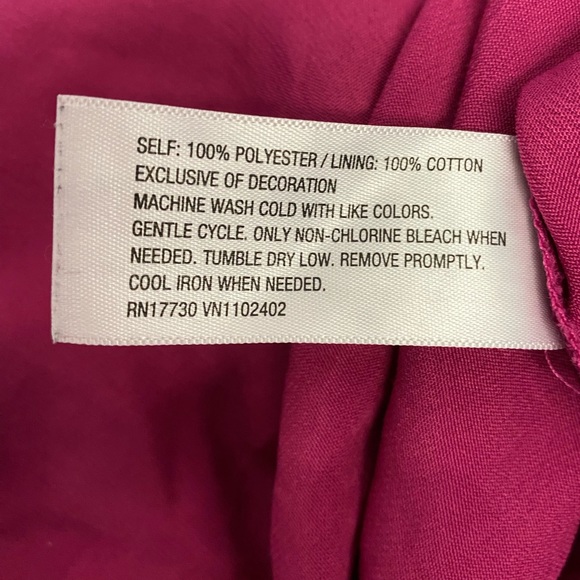 SELF: 100% POLYESTER / LINING: 100% COTTON
EXCLUSIVE OF DECORATION
MACHINE WASH COLD WITH LIKE COLORS.
GENTLE CYCLE. ONLY NON-CHLORINE BLEACH WHEN
NEEDED. TUMBLE DRY LOW. REMOVE PROMPTLY.
COOL IRON WHEN NEEDED.
RN17730 VN1102402